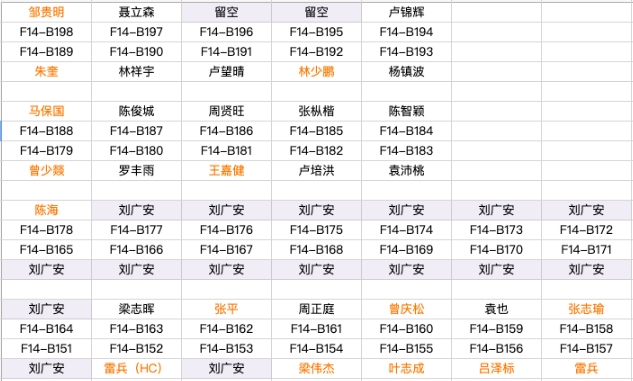 邹贵明 聂立森 留空 留空 卢锦辉
F14-B198 F14-B197 F14-B196 F14-B195 F14-B194
F14-B189 F14-B190 F14-B191 F14-B192 F14-B193
朱奎 林祥宇 卢望晴 林少鹏 杨镇波
马保国 陈俊城 周贤旺 张枞楷 陈智颖
F14-B188 F14-B187 F14-B186 F14-B185 F14-B184
F14-B179 F14-B180 F14-B181 F14-B182 F14-B183
曾少燚 罗丰雨 王嘉健 卢培洪 袁沛桃
陈海 刘广安 刘广安 刘广安 刘广安 刘广安 刘广安
F14-B178 F14-B177 F14-B176 F14-B175 F14-B174 F14-B173 F14-B172
F14-B165 F14-B166 F14-B167 F14-B168 F14-B169 F14-B170 F14-B171
刘广安 刘广安 刘广安 刘广安 刘广安 刘广安 刘广安
刘广安 梁志晖 张平 周正庭 曾庆松 袁也 张志瑜
F14-B164 F14-B163 F14-B162 F14-B161 F14-B160 F14-B159 F14-B158
F14-B151 F14-B152 F14-B153 F14-B154 F14-B155 F14-B156 F14-B157
刘广安 雷兵（HC） 刘广安 梁伟杰 叶志成 吕泽标 雷兵